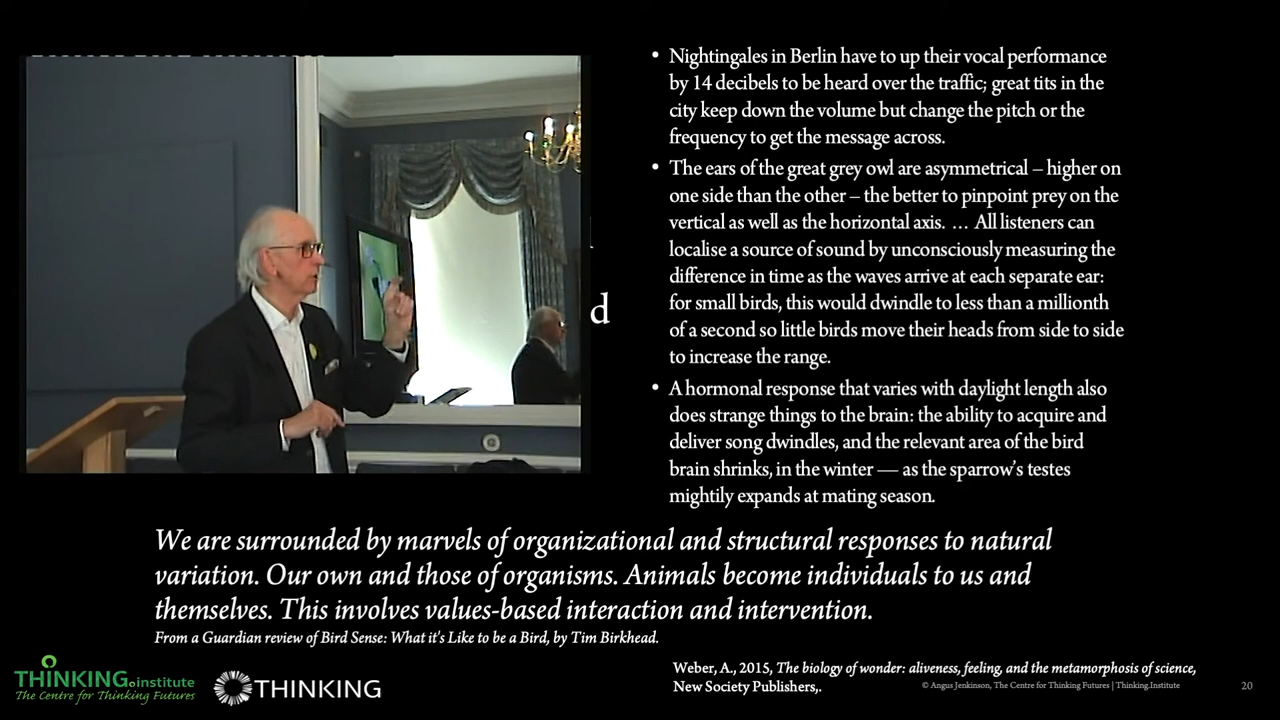 • Nightingales in Berlin have to up their vocal performance
by 14 decibels to be heard over the traffic; great tits in the
city keep down the volume but change the pitch or the
frequency to get the message across.
• The ears of the great grey owl are asymmetrical – higher on
one side than the other – the better to pinpoint prey on the
vertical as well as the horizontal axis. … All listeners can
localise a source of sound by unconsciously measuring the
difference in time as the waves arrive at each separate ear:
for small birds, this would dwindle to less than a millionth
of a second so little birds move their heads from side to side
to increase the range.
• A hormonal response that varies with daylight length also
does strange things to the brain: the ability to acquire and
deliver song dwindles, and the relevant area of the bird
brain shrinks, in the winter — as the sparrow's testes
mightily expands at mating season.
d
We are surrounded by marvels of organizational and structural responses to natural
variation. Our own and those of organisms. Animals become individuals to us and
themselves. This involves values-based interaction and intervention.
From a Guardian review of Bird Sense: What it's Like to be a Bird, by Tim Birkhead.
THINKING.institute
The Centre for Thinking Futures
THINKING
Weber, A., 2015, The biology of wonder: aliveness, feeling, and the metamorphosis of science,
New Society Publishers,.
© Angus Jenkinson, The Centre for Thinking Futures | Thinking.Institute
20